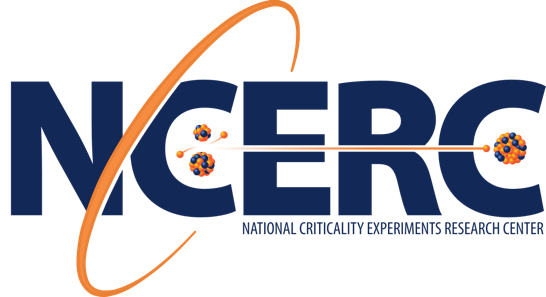 NCERC
NATIONAL CRITICALITY EXPERIMENTS RESEARCH CENTER